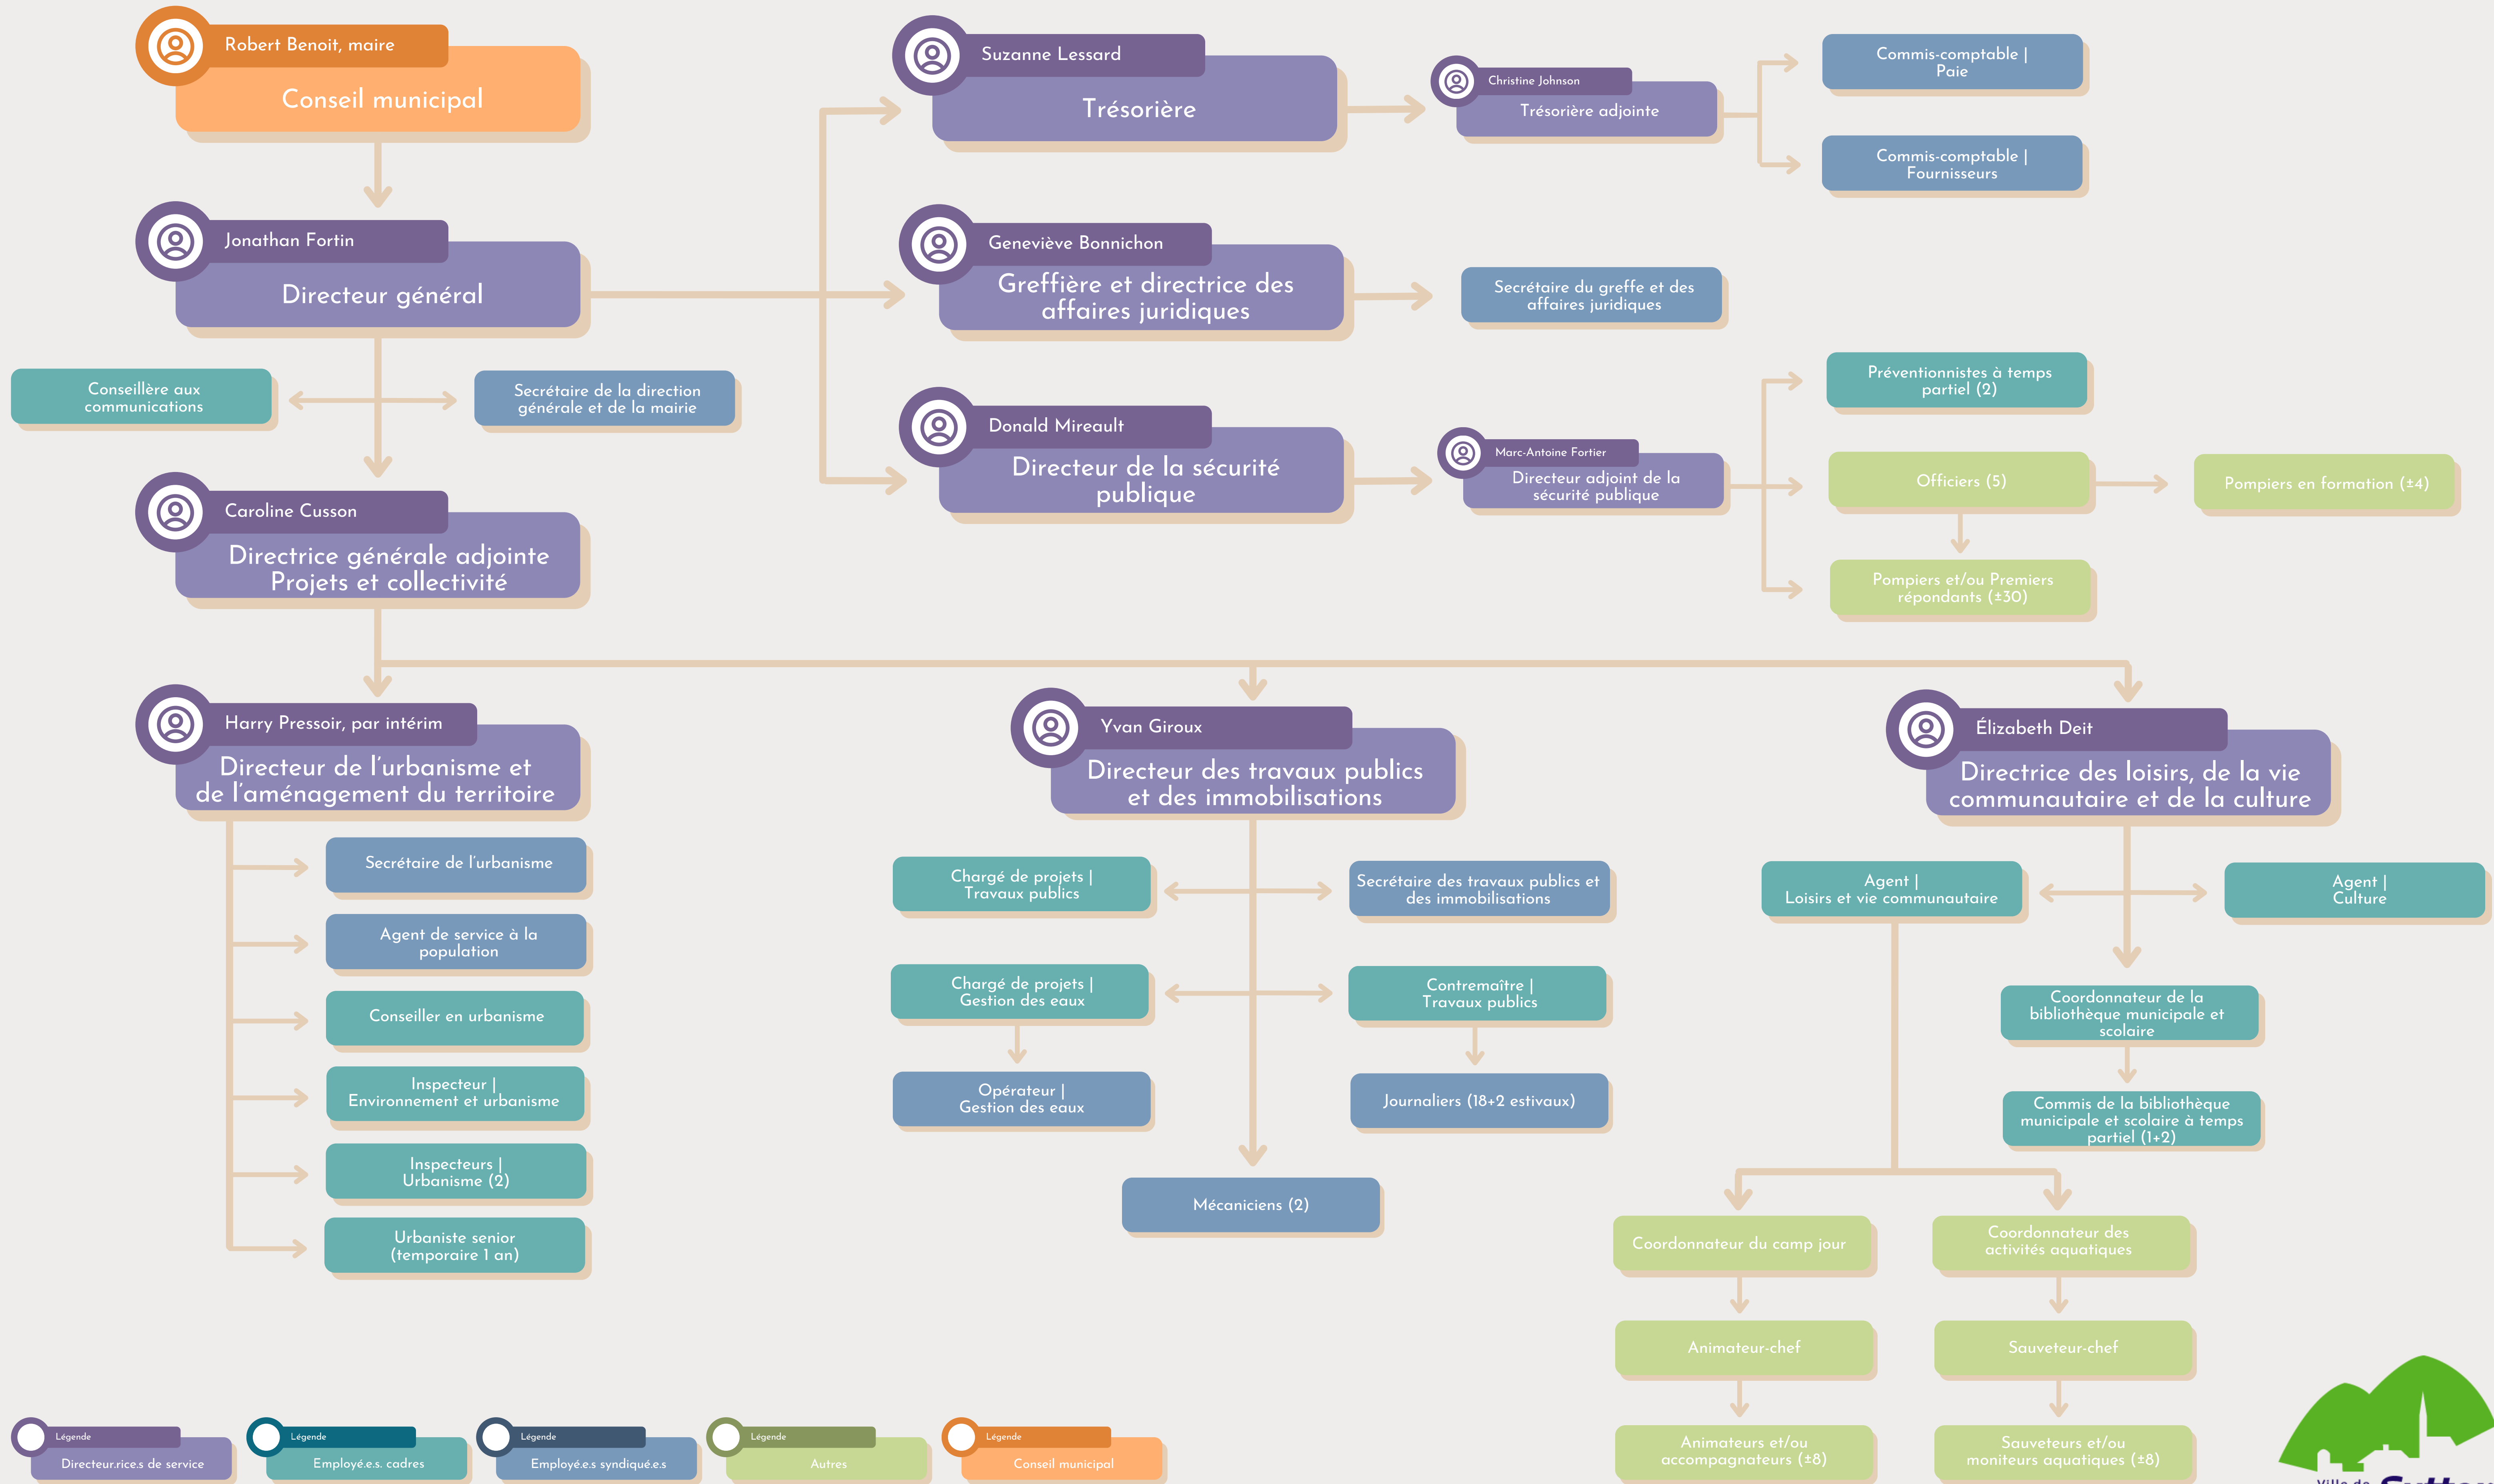 Robert Benoit, maire
Conseil municipal
Jonathan Fortin
Directeur général
Conseillère aux
communications
Secrétaire de la direction
générale et de la mairie
Caroline Cusson
Directrice générale adjointe
Projets et collectivité
Suzanne Lessard
Trésorière
Christine Johnson
Trésorière adjointe
Commis-comptable |
Paie
Commis-comptable |
Fournisseurs
Geneviève Bonnichon
Greffière et directrice des
affaires juridiques
Secrétaire du greffe et des
affaires juridiques
Donald Mireault
Directeur de la sécurité
publique
Marc-Antoine Fortier
Directeur adjoint de la
sécurité publique
Préventionnistes à temps
partiel (2)
Officiers (5)
Pompiers en formation (±4)
Pompiers et/ou Premiers
répondants (±30)
Harry Pressoir, par intérim
Directeur de l'urbanisme et
de l'aménagement du territoire
Secrétaire de l'urbanisme
Agent de service à la
population
Conseiller en urbanisme
Inspecteur |
Environnement et urbanisme
Inspecteurs |
Urbanisme (2)
Urbaniste senior
(temporaire 1 an)
Yvan Giroux
Directeur des travaux publics
et des immobilisations
Chargé de projets |
Travaux publics
Secrétaire des travaux publics et
des immobilisations
Chargé de projets |
Gestion des eaux
Contremaître |
Travaux publics
Opérateur |
Gestion des eaux
Journaliers (18+2 estivaux)
Mécaniciens (2)
Élizabeth Deit
Directrice des loisirs, de la vie
communautaire et de la culture
Agent |
Loisirs et vie communautaire
Agent |
Culture
Coordonnateur de la
bibliothèque municipale et
scolaire
Commis de la bibliothèque
municipale et scolaire à temps
partiel (1+2)
Coordonnateur du camp jour
Coordonnateur des
activités aquatiques
Animateur-chef
Sauveteur-chef
Animateurs et/ou
accompagnateurs (±8)
Sauveteurs et/ou
moniteurs aquatiques (±8)
Légende
Directeur.rice.s de service
Légende
Employé.e.s. cadres
Légende
Employé.e.s syndiqué.e.s
Légende
Autres
Légende
Conseil municipal
Ville de Sutton